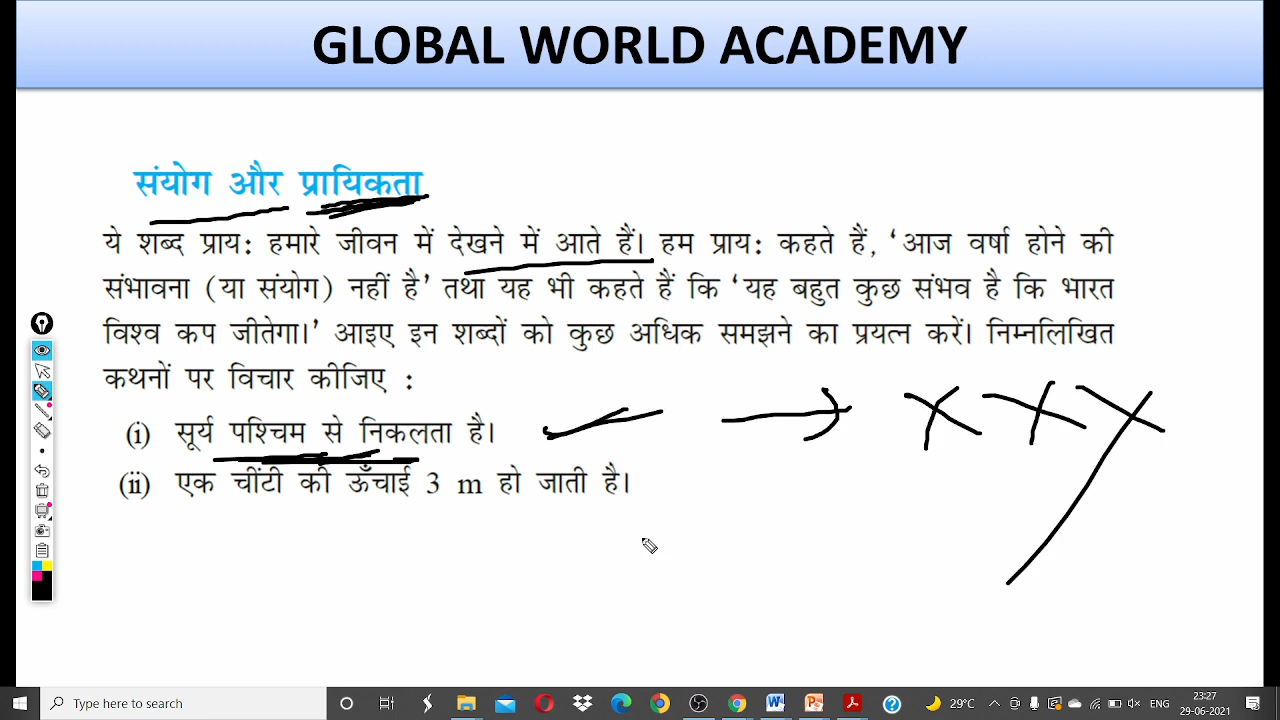 GLOBAL WORLD ACADEMY
संयोग और प्रायिकता
ये शब्द प्राय: हमारे जीवन में देखने में आते हैं। हम प्राय: कहते हैं, ‘आज वर्षा होने की
संभावना (या संयोग) नहीं है’ तथा यह भी कहते हैं कि ‘यह बहुत कुछ संभव है कि भारत
विश्व कप जीतेगा।’ आइए इन शब्दों को कुछ अधिक समझने का प्रयत्न करें। निम्नलिखित
कथनों पर विचार कीजिए :
(i) सूर्य पश्चिम से निकलता है।
(ii) एक चींटी की ऊँचाई 3 m हो जाती है।
Type here to search
29°C
ENG
23:27
29-06-2021